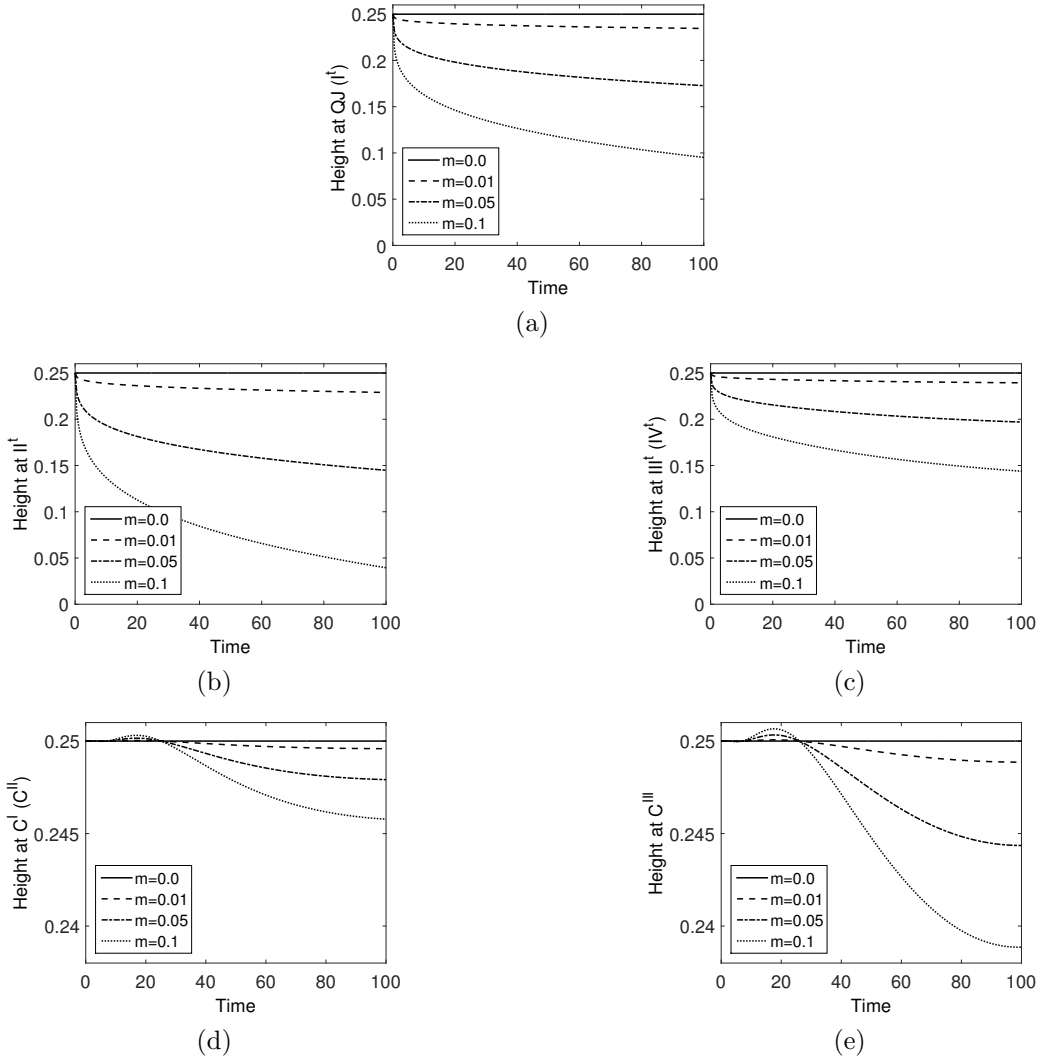 0.25
0.2
0.15
0.1
0.05
0
Height at QJ (I^t)
m=0.0
m=0.01
m=0.05
m=0.1
0 20 40 60 80 100
Time
(a)
0.25
0.2
0.15
0.1
0.05
0
Height at II^t
m=0.0
m=0.01
m=0.05
m=0.1
0 20 40 60 80 100
Time
(b)
0.25
0.2
0.15
0.1
0.05
0
Height at III^t (IV^t)
m=0.0
m=0.01
m=0.05
m=0.1
0 20 40 60 80 100
Time
(c)
0.25
0.245
0.24
Height at C^I (C^II)
m=0.0
m=0.01
m=0.05
m=0.1
0 20 40 60 80 100
Time
(d)
0.25
0.245
0.24
Height at C^III
m=0.0
m=0.01
m=0.05
m=0.1
0 20 40 60 80 100
Time
(e)